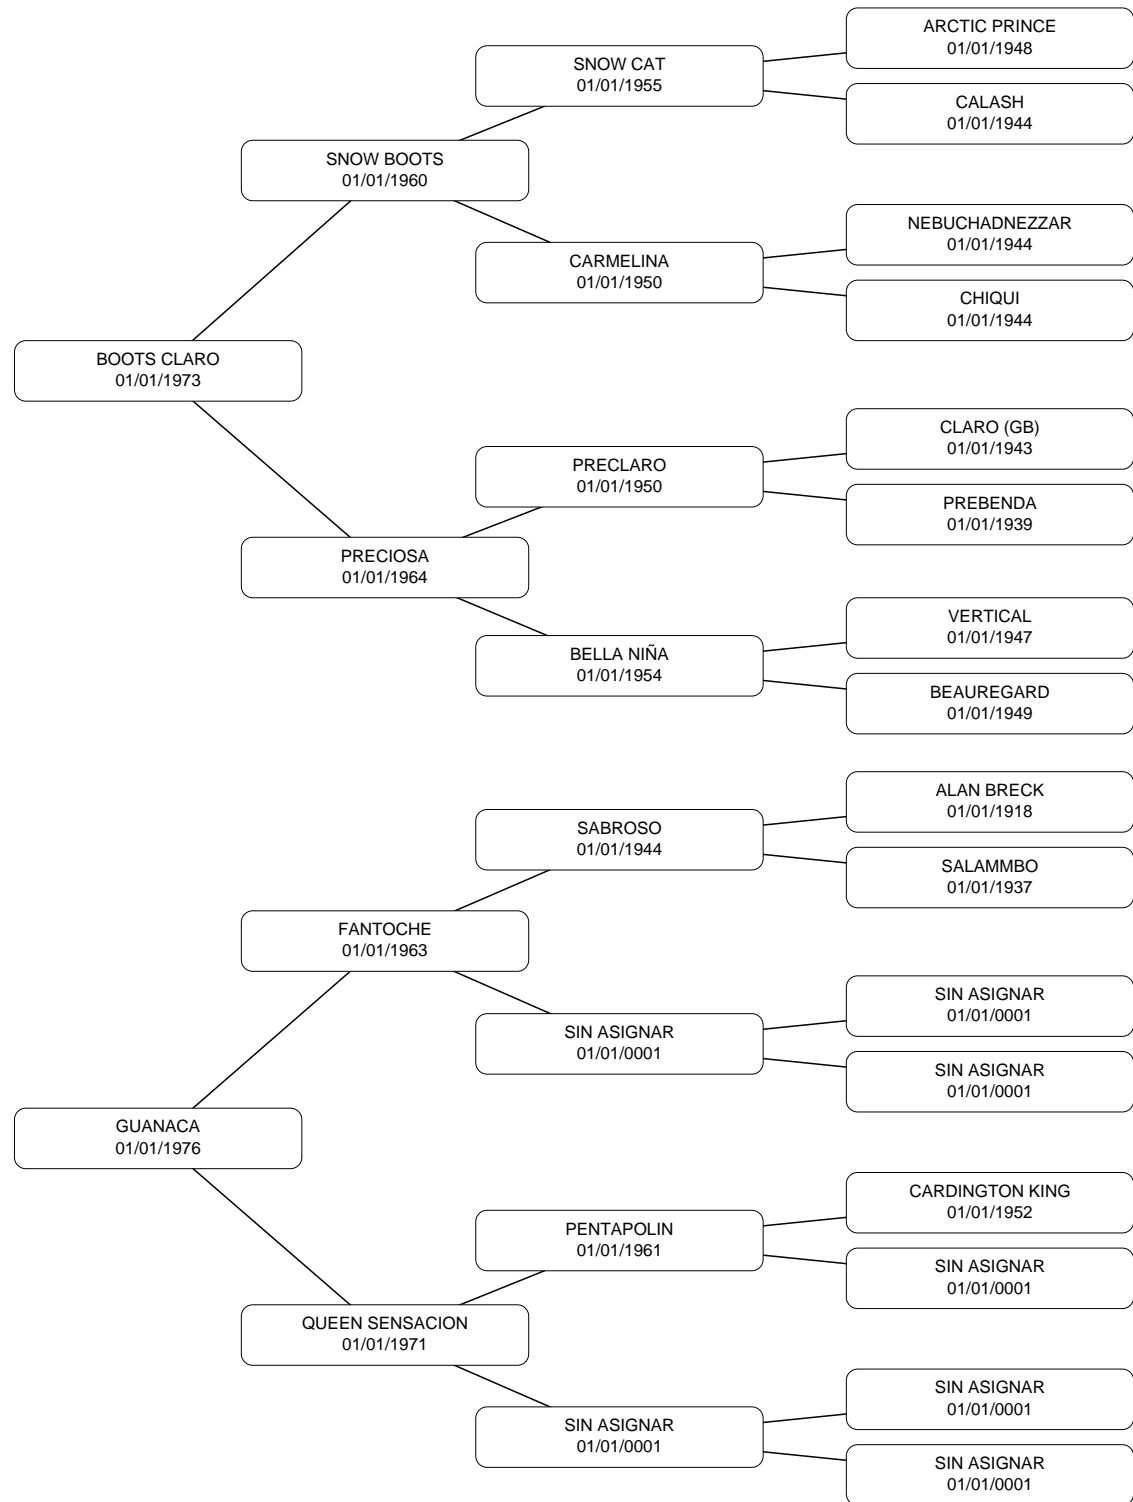 ARCTIC PRINCE
01/01/1948
SNOW CAT
01/01/1955
CALASH
01/01/1944
SNOW BOOTS
01/01/1960
NEBUCHADNEZZAR
01/01/1944
CARMELINA
01/01/1950
CHIQUI
01/01/1944
BOOTS CLARO
01/01/1973
CLARO (GB)
01/01/1943
PRECLARO
01/01/1950
PREBENDA
01/01/1939
PRECIOSA
01/01/1964
VERTICAL
01/01/1947
BELLA NIÑA
01/01/1954
BEAUREGARD
01/01/1949
ALAN BRECK
01/01/1918
SABROSO
01/01/1944
SALAMMBO
01/01/1937
FANTOCHE
01/01/1963
SIN ASIGNAR
01/01/0001
SIN ASIGNAR
01/01/0001
SIN ASIGNAR
01/01/0001
GUANACA
01/01/1976
CARDINGTON KING
01/01/1952
PENTAPOLIN
01/01/1961
SIN ASIGNAR
01/01/0001
QUEEN SENSACION
01/01/1971
SIN ASIGNAR
01/01/0001
SIN ASIGNAR
01/01/0001
SIN ASIGNAR
01/01/0001